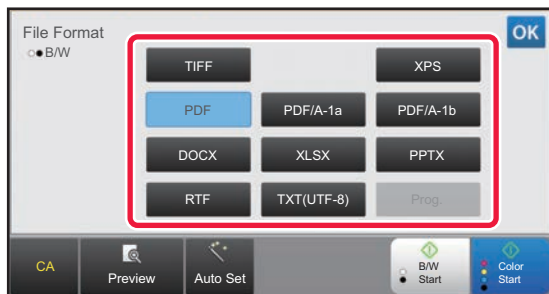 File Format
OK
B/W
TIFF
XPS
PDF
PDF/A-1a
PDF/A-1b
DOCX
XLSX
PPTX
RTF
TXT(UTF-8)
Prog.
CA
Preview
Auto Set
B/W
Start
Color
Start